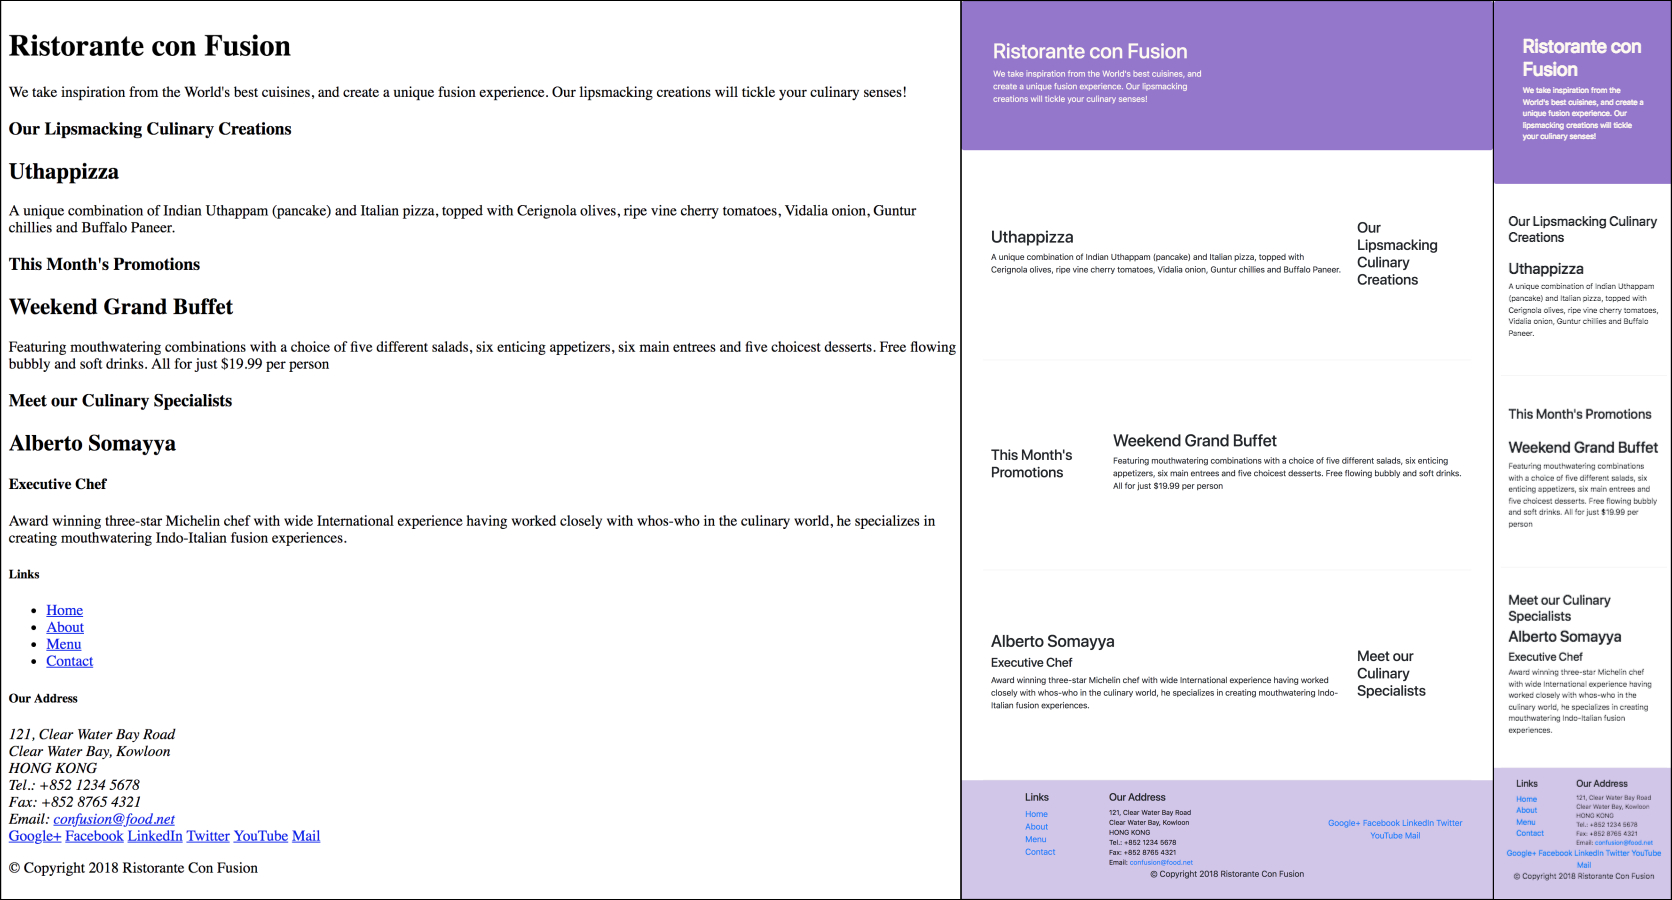 Ristorante con Fusion
We take inspiration from the World's best cuisines, and create a unique fusion experience. Our lipsmacking creations will tickle your culinary senses!
Our Lipsmacking Culinary Creations
Uthappizza
A unique combination of Indian Uthappam (pancake) and Italian pizza, topped with Cerignola olives, ripe vine cherry tomatoes, Vidalia onion, Guntur
chillies and Buffalo Paneer.
This Month's Promotions
Weekend Grand Buffet
Featuring mouthwatering combinations with a choice of five different salads, six enticing appetizers, six main entrees and five choicest desserts. Free flowing
bubbly and soft drinks. All for just $19.99 per person
Meet our Culinary Specialists
Alberto Somayya
Executive Chef
Award winning three-star Michelin chef with wide International experience having worked closely with whos-who in the culinary world, he specializes in
creating mouthwatering Indo-Italian fusion experiences.
Links
Home
About
Menu
Contact
Our Address
121, Clear Water Bay Road
Clear Water Bay, Kowloon
HONG KONG
Tel.: +852 1234 5678
Fax: +852 8765 4321
Email: confusion@food.net
Google+ Facebook LinkedIn Twitter YouTube Mail
© Copyright 2018 Ristorante Con Fusion
Ristorante con Fusion
We take inspiration from the World's best cuisines, and
create a unique fusion experience. Our lipsmacking
creations will tickle your culinary senses!
Uthappizza
A unique combination of Indian Uthappam (pancake) and Italian pizza, topped with
Cerignola olives, ripe vine cherry tomatoes, Vidalia onion, Guntur chillies and Buffalo Paneer.
Our
Lipsmacking
Culinary
Creations
This Month's
Promotions
Weekend Grand Buffet
Featuring mouthwatering combinations with a choice of five different salads, six enticing
appetizers, six main entrees and five choicest desserts. Free flowing bubbly and soft drinks.
All for just $19.99 per person
Alberto Somayya
Executive Chef
Award winning three-star Michelin chef with wide International experience having worked
closely with whos-who in the culinary world, he specializes in creating mouthwatering Indo-
Italian fusion experiences.
Meet our
Culinary
Specialists
Links
Home
About
Menu
Contact
Our Address
121, Clear Water Bay Road
Clear Water Bay, Kowloon
HONG KONG
Tel.: +852 1234 5678
Fax: +852 8765 4321
Email: confusion@food.net
Google+ Facebook LinkedIn Twitter
YouTube Mail
© Copyright 2018 Ristorante Con Fusion
Ristorante con
Fusion
We take inspiration from the
World's best cuisines, and create a
unique fusion experience. Our
lipsmacking creations will tickle
your culinary senses!
Our Lipsmacking Culinary
Creations
Uthappizza
A unique combination of Indian Uthappam
(pancake) and Italian pizza, topped with
Cerignola olives, ripe vine cherry tomatoes,
Vidalia onion, Guntur chillies and Buffalo
Paneer.
This Month's Promotions
Weekend Grand Buffet
Featuring mouthwatering combinations
with a choice of five different salads, six
enticing appetizers, six main entrees and
five choicest desserts. Free flowing bubbly
and soft drinks. All for just $19.99 per
person
Meet our Culinary
Specialists
Alberto Somayya
Executive Chef
Award winning three-star Michelin chef
with wide International experience having
worked closely with whos-who in the
culinary world, he specializes in creating
mouthwatering Indo-Italian fusion
experiences.
Links
Home
About
Menu
Contact
Our Address
121, Clear Water Bay Road
Clear Water Bay, Kowloon
HONG KONG
Tel.: +852 1234 5678
Fax: +852 8765 4321
Email: confusion@food.net
Google+ Facebook LinkedIn Twitter YouTube
Mail
© Copyright 2018 Ristorante Con Fusion